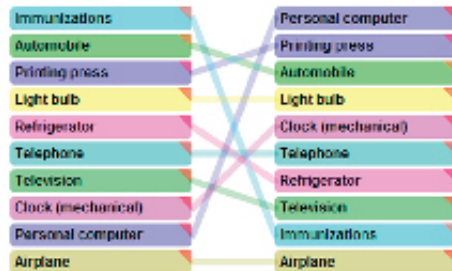 Immunizations
Automobile
Printing press
Light bulb
Refrigerator
Telephone
Television
Clock (mechanical)
Personal computer
Airplane
Personal computer
Printing press
Automobile
Light bulb
Clock (mechanical)
Telephone
Refrigerator
Television
Immunizations
Airplane